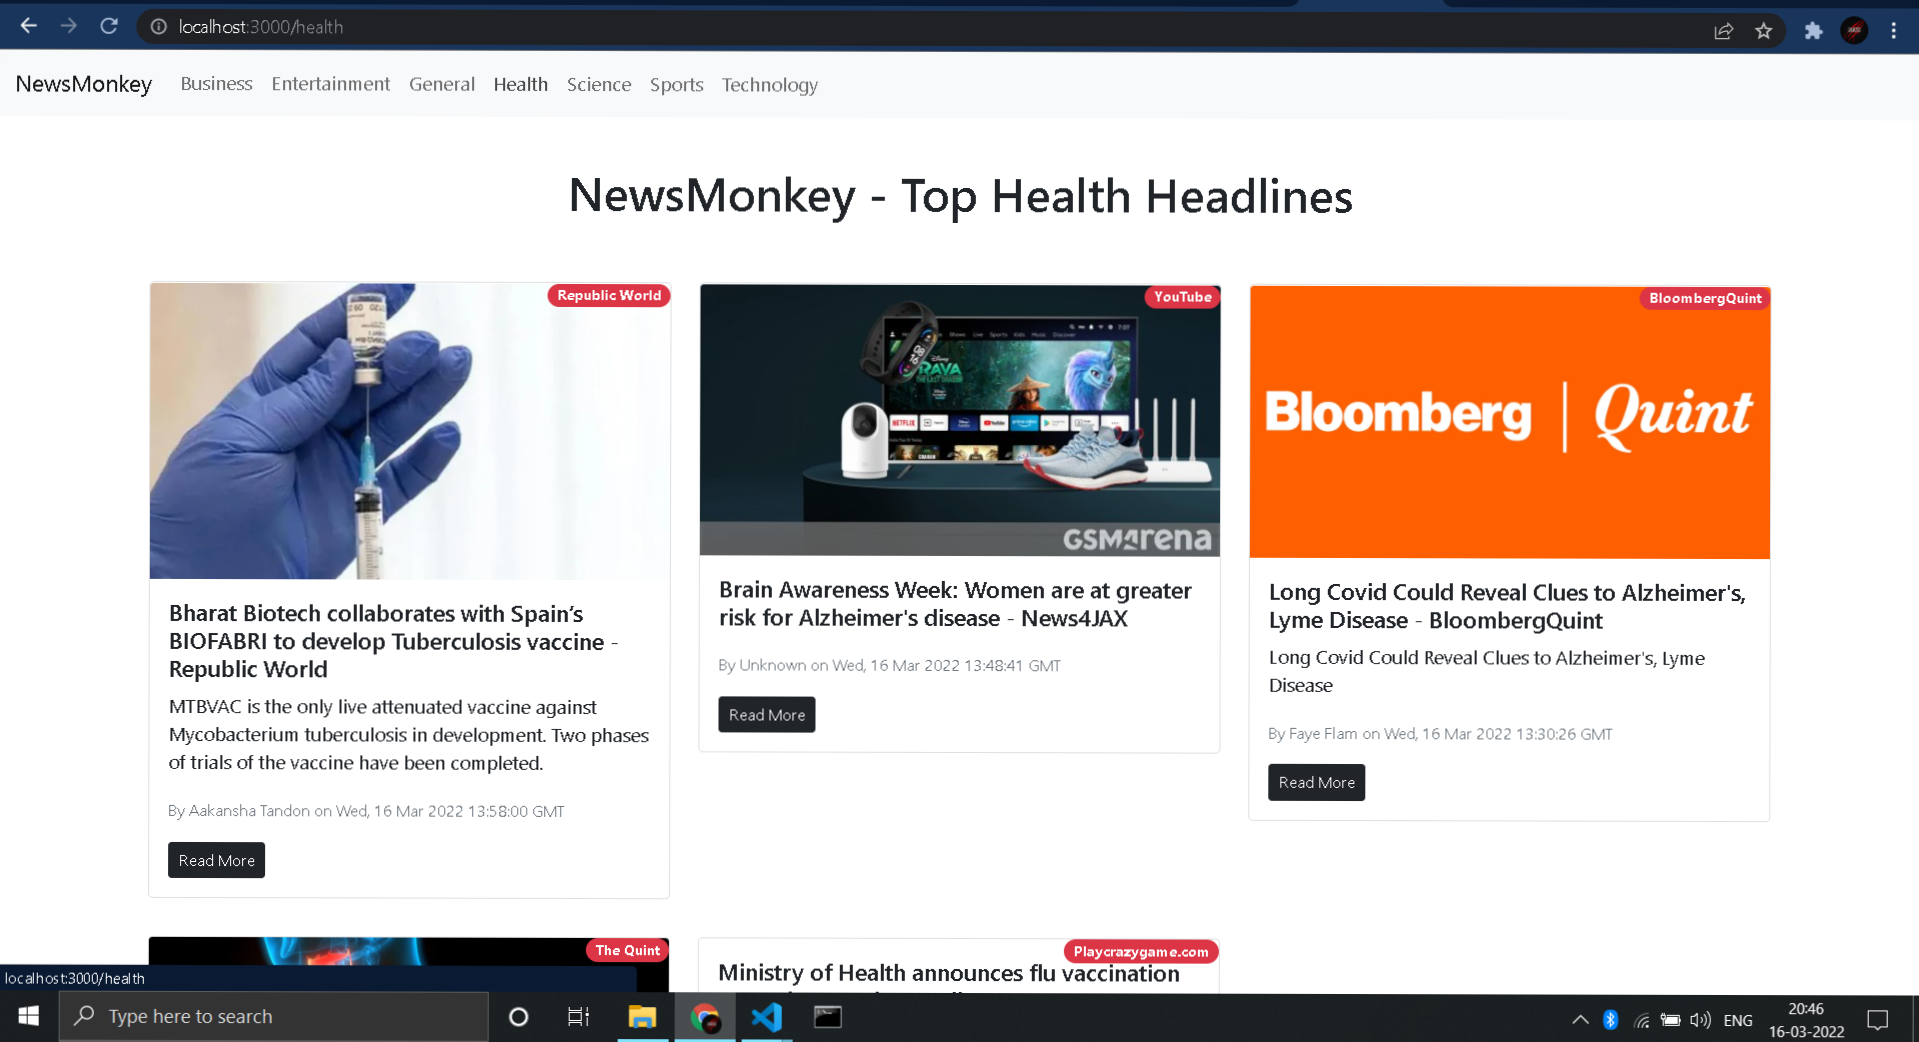 localhost:3000/health
NewsMonkey Business Entertainment General Health Science Sports Technology
NewsMonkey - Top Health Headlines
Republic World
Bharat Biotech collaborates with Spain’s
BIOFABRI to develop Tuberculosis vaccine -
Republic World
MTBVAC is the only live attenuated vaccine against
Mycobacterium tuberculosis in development. Two phases
of trials of the vaccine have been completed.
By Aakansha Tandon on Wed, 16 Mar 2022 13:58:00 GMT
Read More
YouTube
Disney
RAYA
NETFLIX
GSMArena
Brain Awareness Week: Women are at greater
risk for Alzheimer's disease - News4JAX
By Unknown on Wed, 16 Mar 2022 13:48:41 GMT
Read More
BloombergQuint
Bloomberg | Quint
Long Covid Could Reveal Clues to Alzheimer's,
Lyme Disease - BloombergQuint
Long Covid Could Reveal Clues to Alzheimer's, Lyme
Disease
By Faye Flam on Wed, 16 Mar 2022 13:30:26 GMT
Read More
The Quint
Playcrazygame.com
Ministry of Health announces flu vaccination
localhost:3000/health
Type here to search
ENG
20:46
16-03-2022